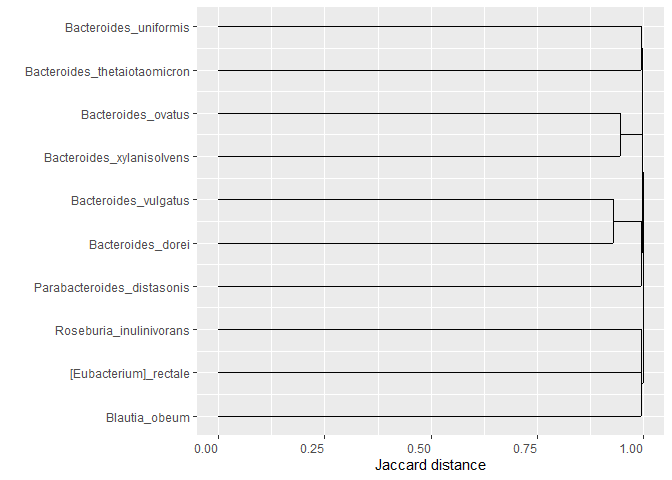 Bacteroides_uniformis
Bacteroides_thetaiotaomicron
Bacteroides_ovatus
Bacteroides_xylanisolvens
Bacteroides_vulgatus
Bacteroides_dorei
Parabacteroides_distasonis
Roseburia_inulinivorans
[Eubacterium]_rectale
Blautia_obeum
0.00 0.25 0.50 0.75 1.00
Jaccard distance